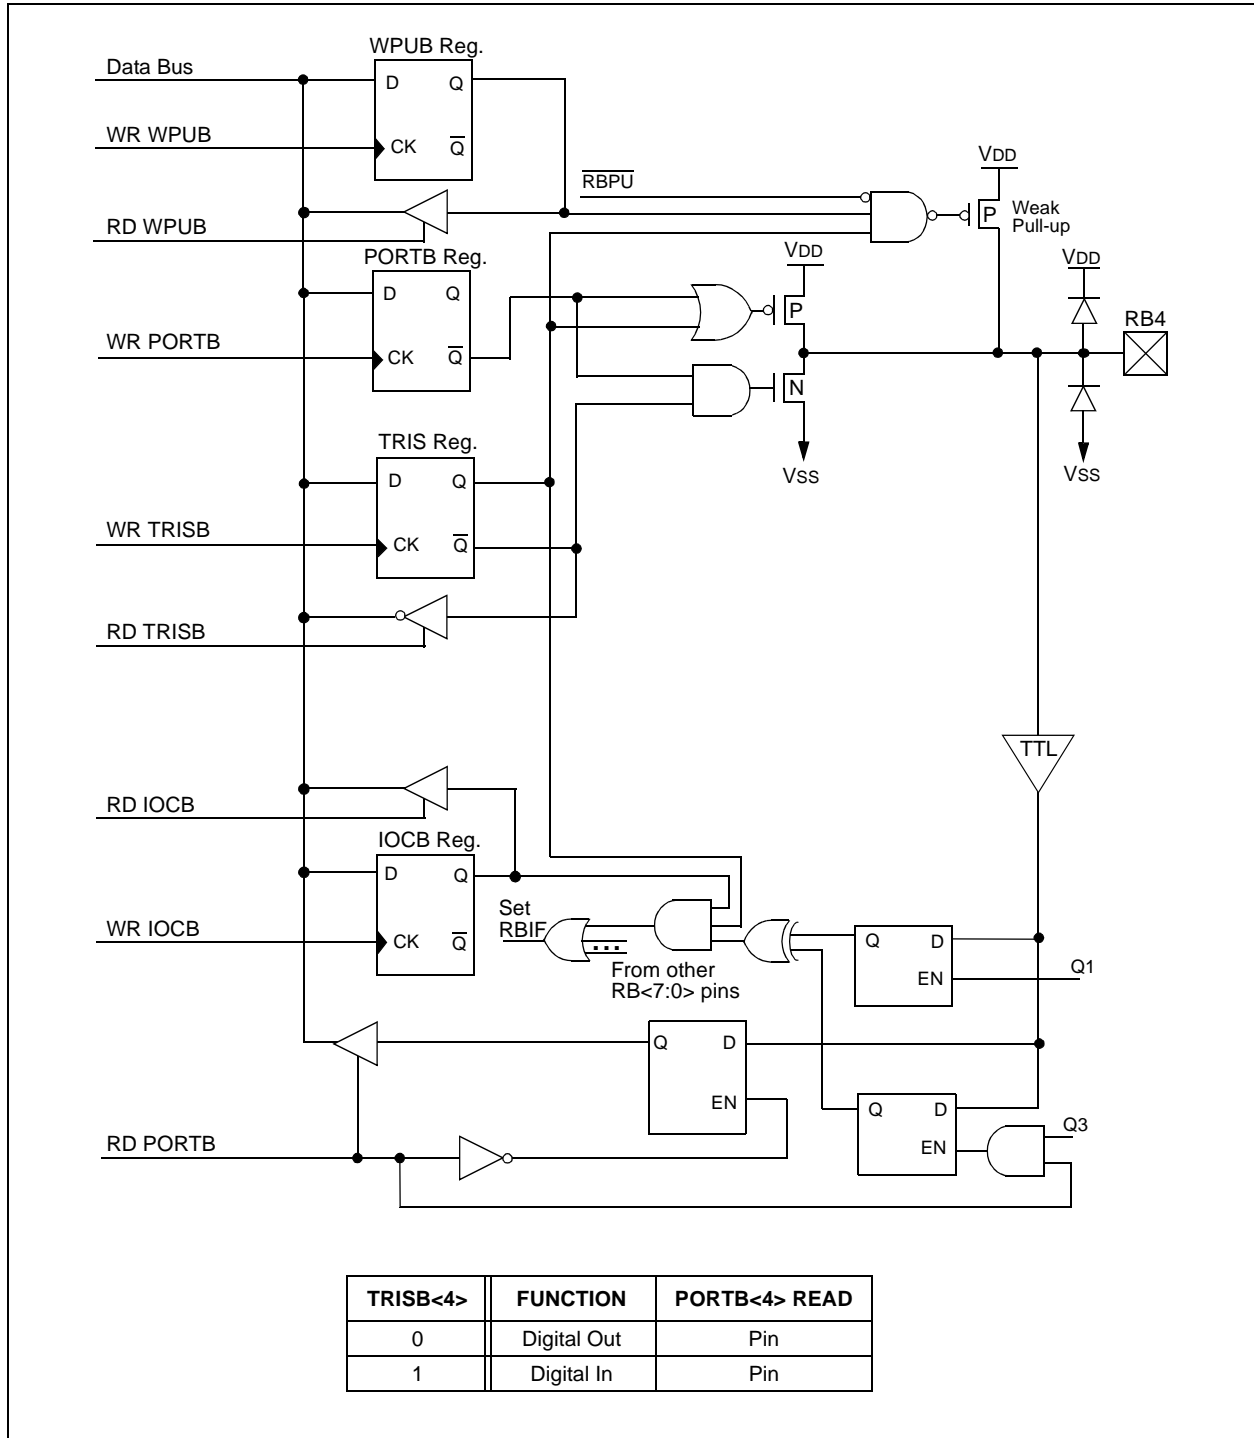 WPUB Reg.
Data Bus
D Q
WR WPUB
CK Q̅
VDD
R̅B̅P̅U̅
P
Weak
Pull-up
RD WPUB
PORTB Reg.
VDD
VDD
D Q
P
RB4
WR PORTB
CK Q̅
N
TRIS Reg.
VSS
VSS
D Q
WR TRISB
CK Q̅
RD TRISB
TTL
RD IOCB
IOCB Reg.
D Q
Set
RBIF
WR IOCB
CK Q̅
...
From other
RB<7:0> pins
Q D
EN
Q1
Q D
EN
Q D
EN
Q3
RD PORTB
TRISB<4> FUNCTION PORTB<4> READ
0 Digital Out Pin
1 Digital In Pin